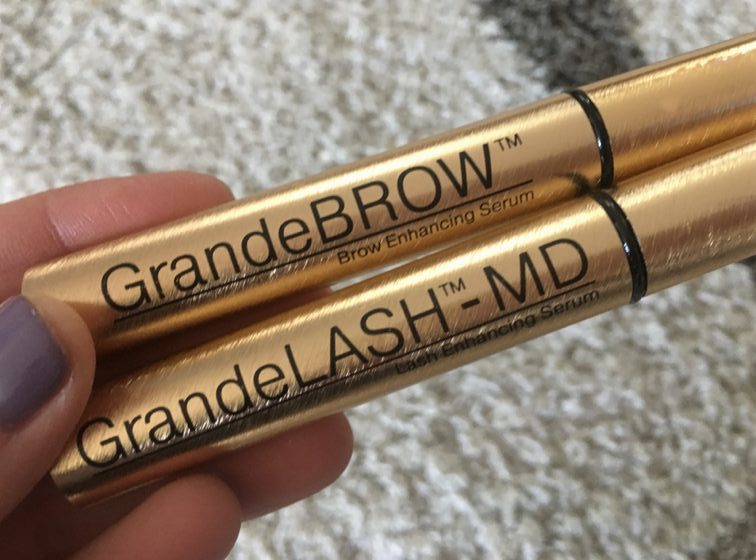 GrandeBROW™
Brow Enhancing Serum
GrandeLASH™-MD
Lash Enhancing Serum